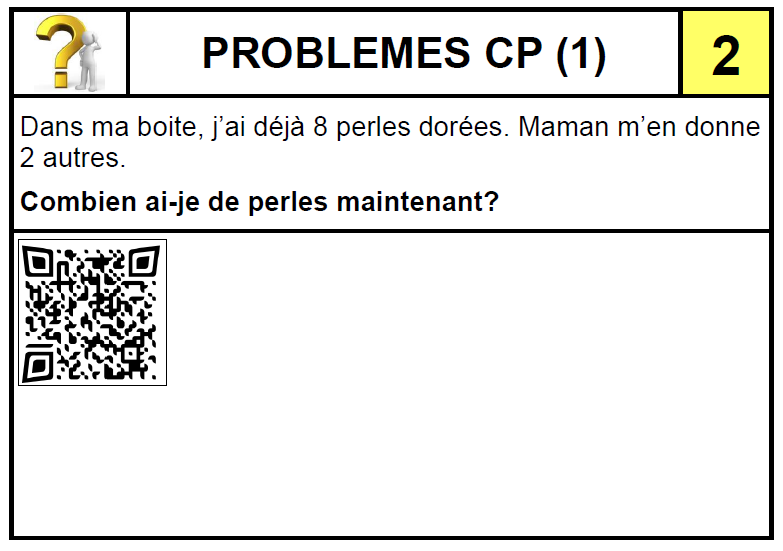 PROBLEMES CP (1)
2
Dans ma boite, j’ai déjà 8 perles dorées. Maman m’en donne
2 autres.
Combien ai-je de perles maintenant?